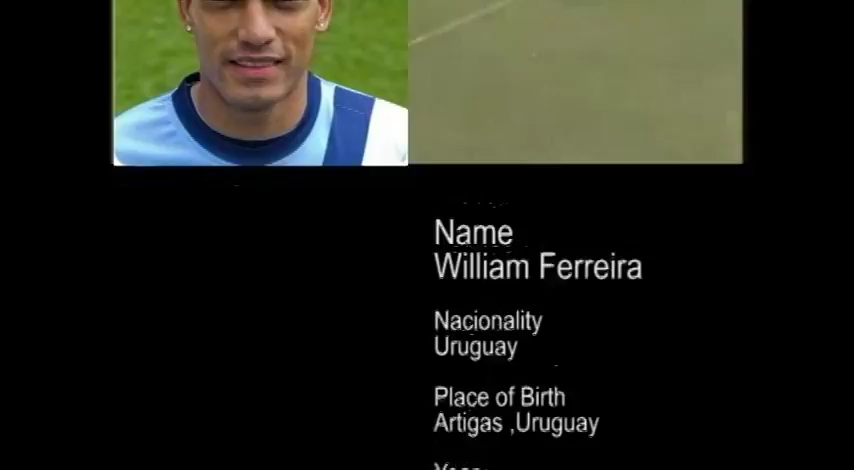 Name
William Ferreira
Nacionality
Uruguay
Place of Birth
Artigas ,Uruguay